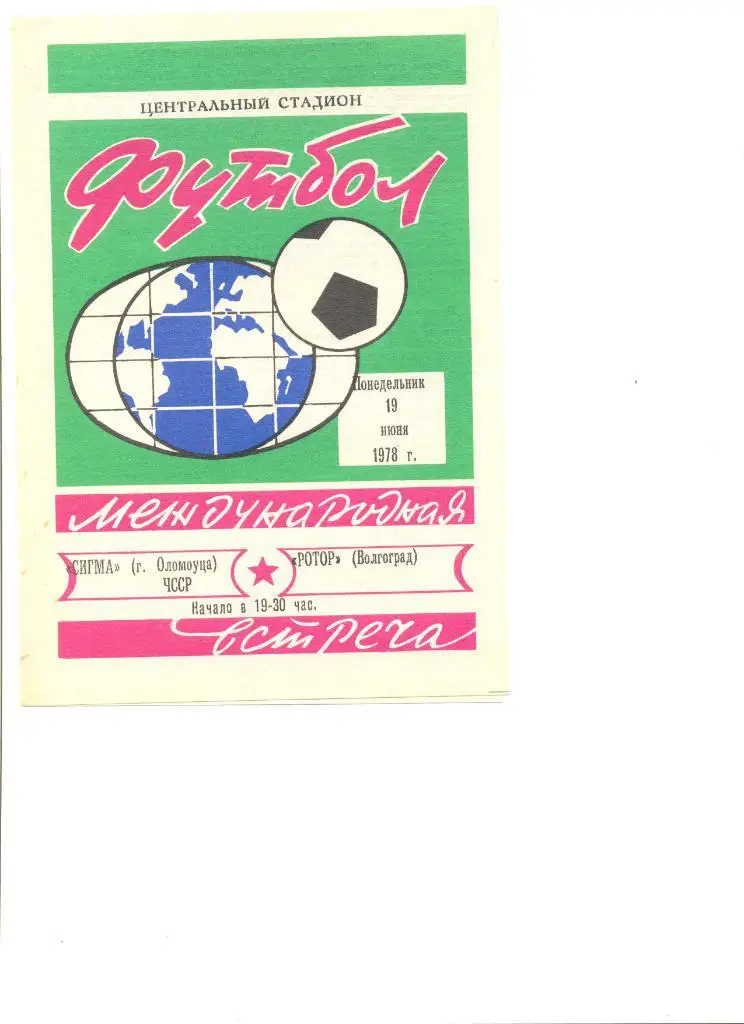 ЦЕНТРАЛЬНЫЙ СТАДИОН
Футбол
Понедельник
19
июня
1978 г.
международная
«СИГМА» (г. Оломоуца)
ЧССР
«РОТОР» (Волгоград)
Начало в 19-30 час.
встреча